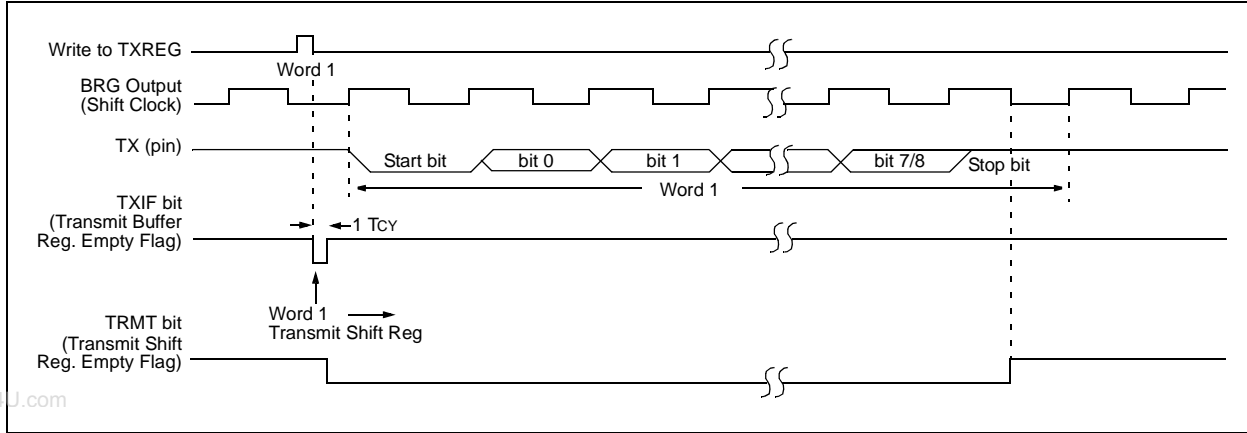 Write to TXREG
Word 1
BRG Output
(Shift Clock)
TX (pin)
Start bit
bit 0
bit 1
bit 7/8
Stop bit
Word 1
TXIF bit
(Transmit Buffer
Reg. Empty Flag)
1 TCY
Word 1
Transmit Shift Reg
TRMT bit
(Transmit Shift
Reg. Empty Flag)
U.com